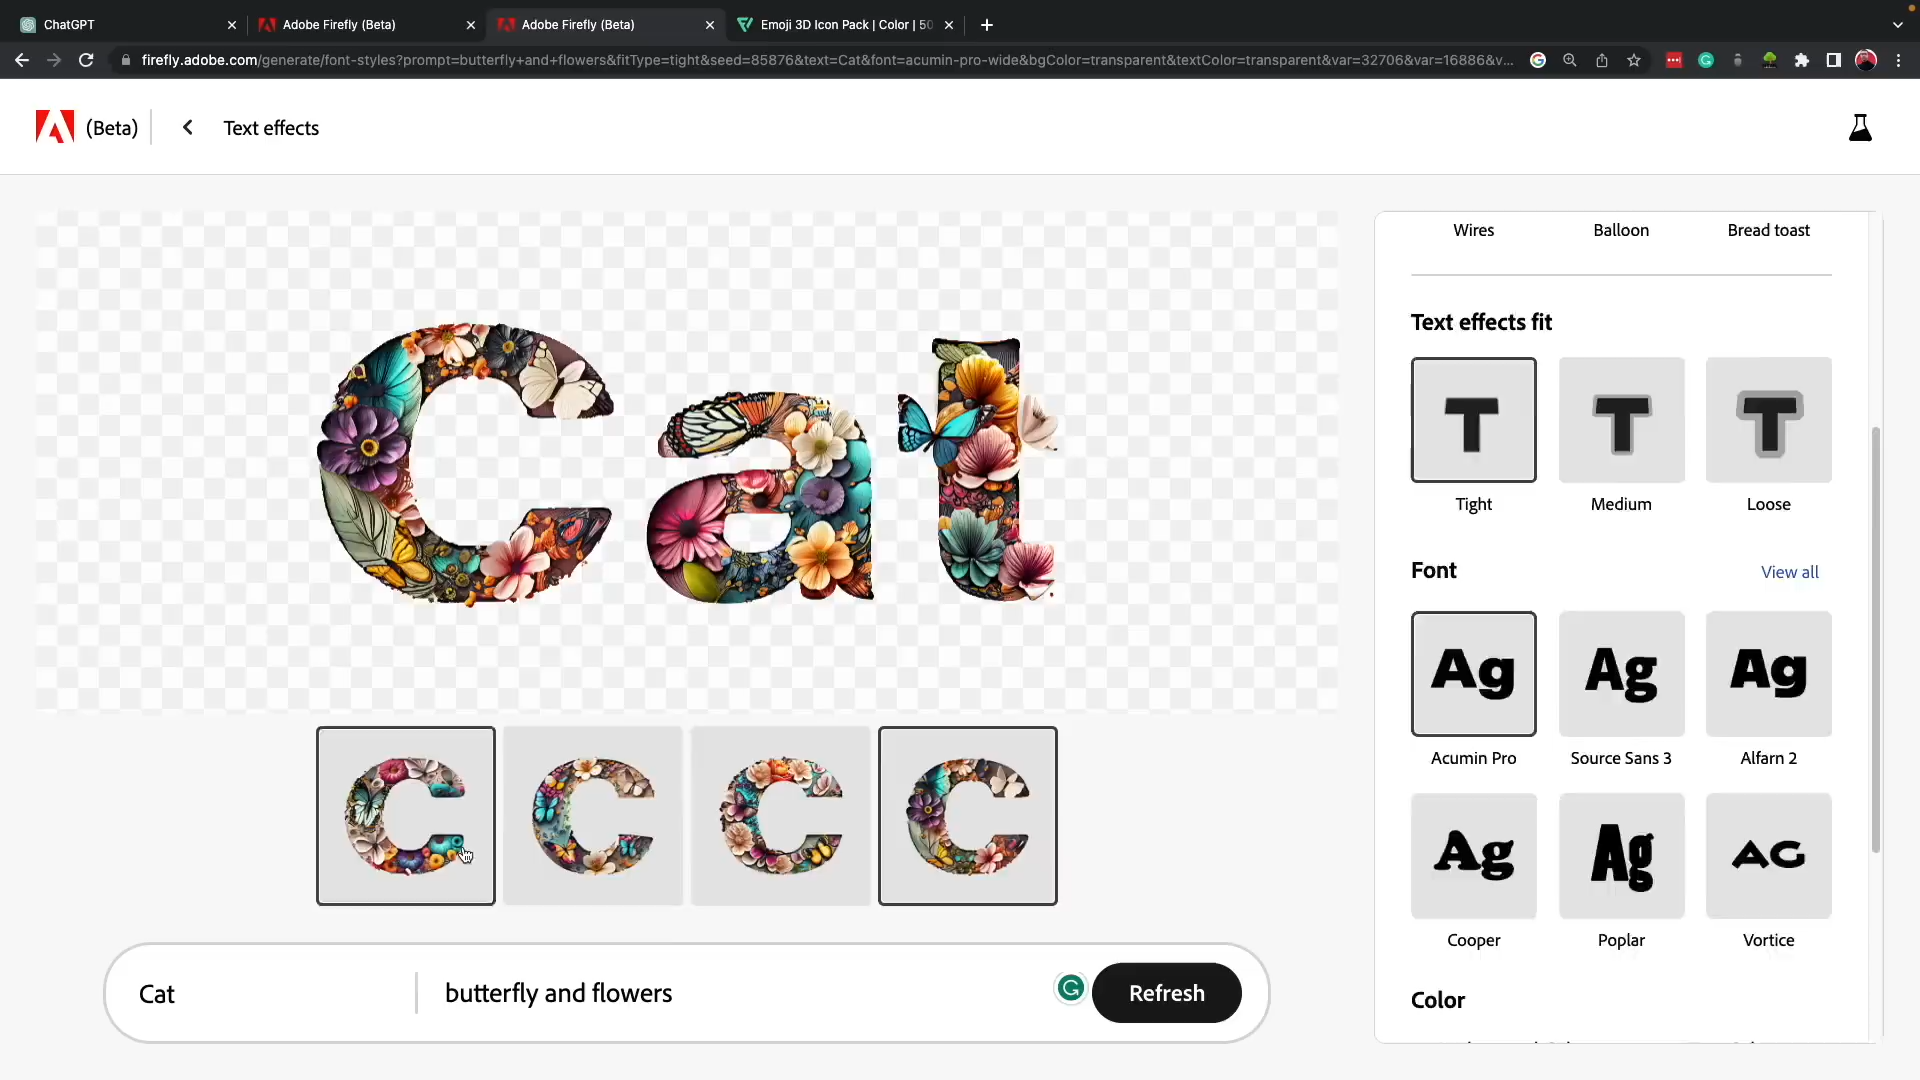 ChatGPT
Adobe Firefly (Beta)
Adobe Firefly (Beta)
Emoji 3D Icon Pack | Color | 50
firefly.adobe.com/generate/font-styles?prompt=butterfly+and+flowers&fitType=tight&seed=85876&text=Cat&font=acumin-pro-wide&bgColor=transparent&textColor=transparent&var=32706&var=16886&v...
(Beta)
Text effects
Cat
Wires
Balloon
Bread toast
Text effects fit
T
T
T
Tight
Medium
Loose
Font
View all
Ag
Ag
Ag
Acumin Pro
Source Sans 3
Alfarn 2
Ag
Ag
AG
Cooper
Poplar
Vortice
Color
C
C
C
C
Cat
butterfly and flowers
Refresh